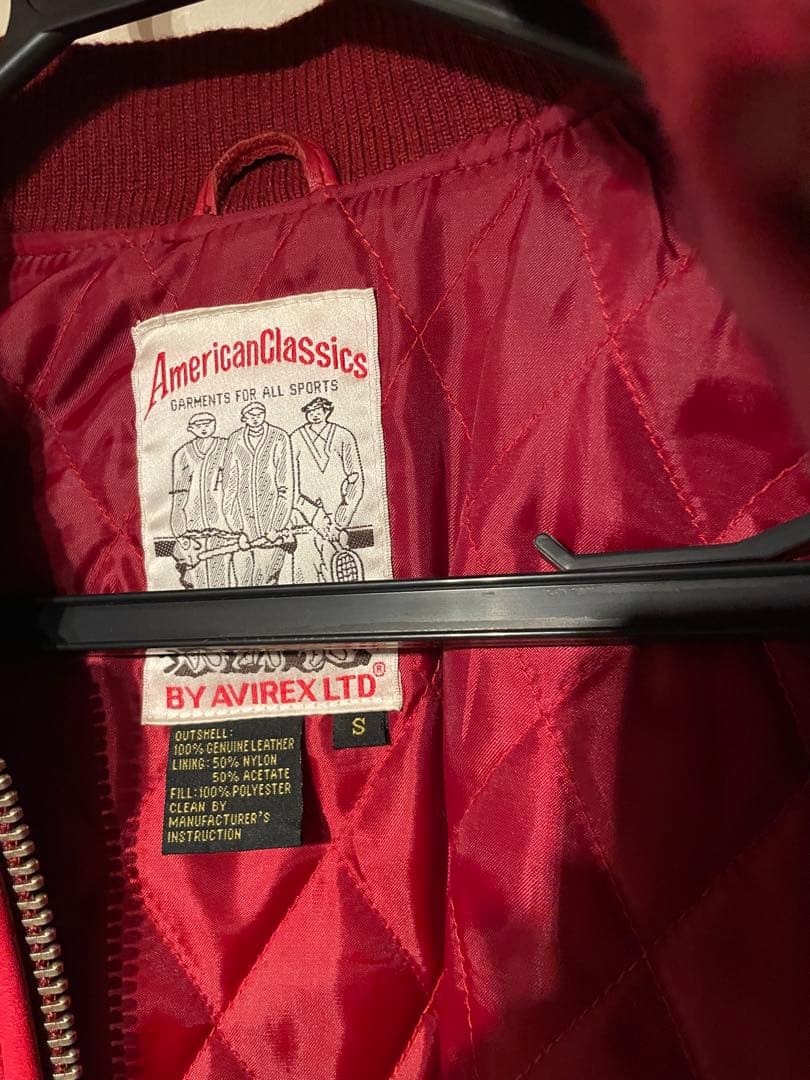 AmericanClassics
GARMENTS FOR ALL SPORTS
BY AVIREX LTD®
S
OUTSHELL:
100% GENUINE LEATHER
LINING: 50% NYLON
50% ACETATE
FILL: 100% POLYESTER
CLEAN BY
MANUFACTURER'S
INSTRUCTION